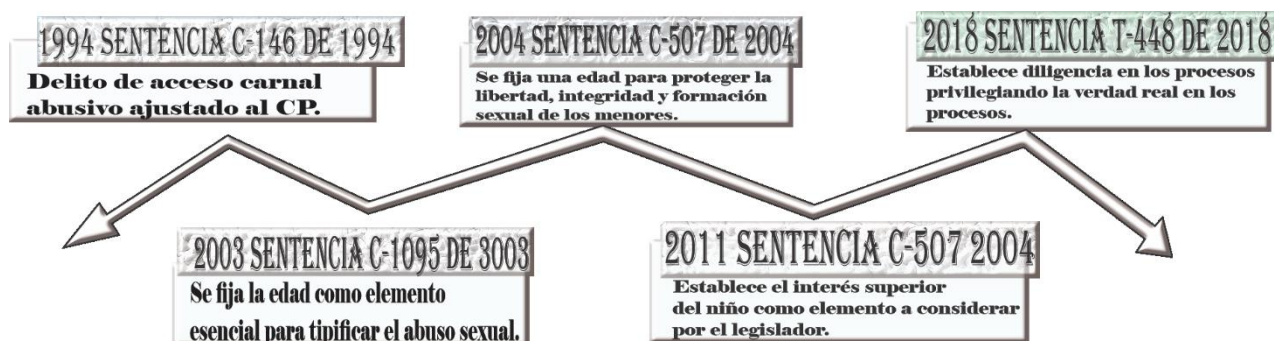 1994 SENTENCIA C-146 DE 1994
Delito de acceso carnal
abusivo ajustado al CP.
2003 SENTENCIA C-1095 DE 3003
Se fija la edad como elemento
esencial para tipificar el abuso sexual.
2004 SENTENCIA C-507 DE 2004
Se fija una edad para proteger la
libertad, integridad y formación
sexual de los menores.
2011 SENTENCIA C-507 2004
Establece el interés superior
del niño como elemento a considerar
por el legislador.
2018 SENTENCIA T-448 DE 2018
Establece diligencia en los procesos
privilegiando la verdad real en los
procesos.